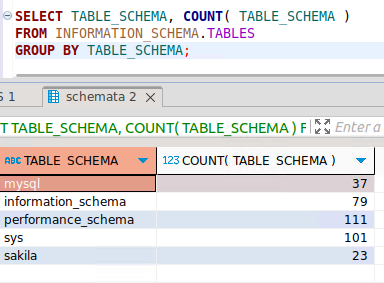 SELECT TABLE_SCHEMA, COUNT( TABLE_SCHEMA )
FROM INFORMATION_SCHEMA.TABLES
GROUP BY TABLE_SCHEMA;
S 1 schemata 2
T TABLE_SCHEMA, COUNT( TABLE_SCHEMA ) F Enter a
ABC TABLE_SCHEMA 123 COUNT( TABLE_SCHEMA )
mysql 37
information_schema 79
performance_schema 111
sys 101
sakila 23